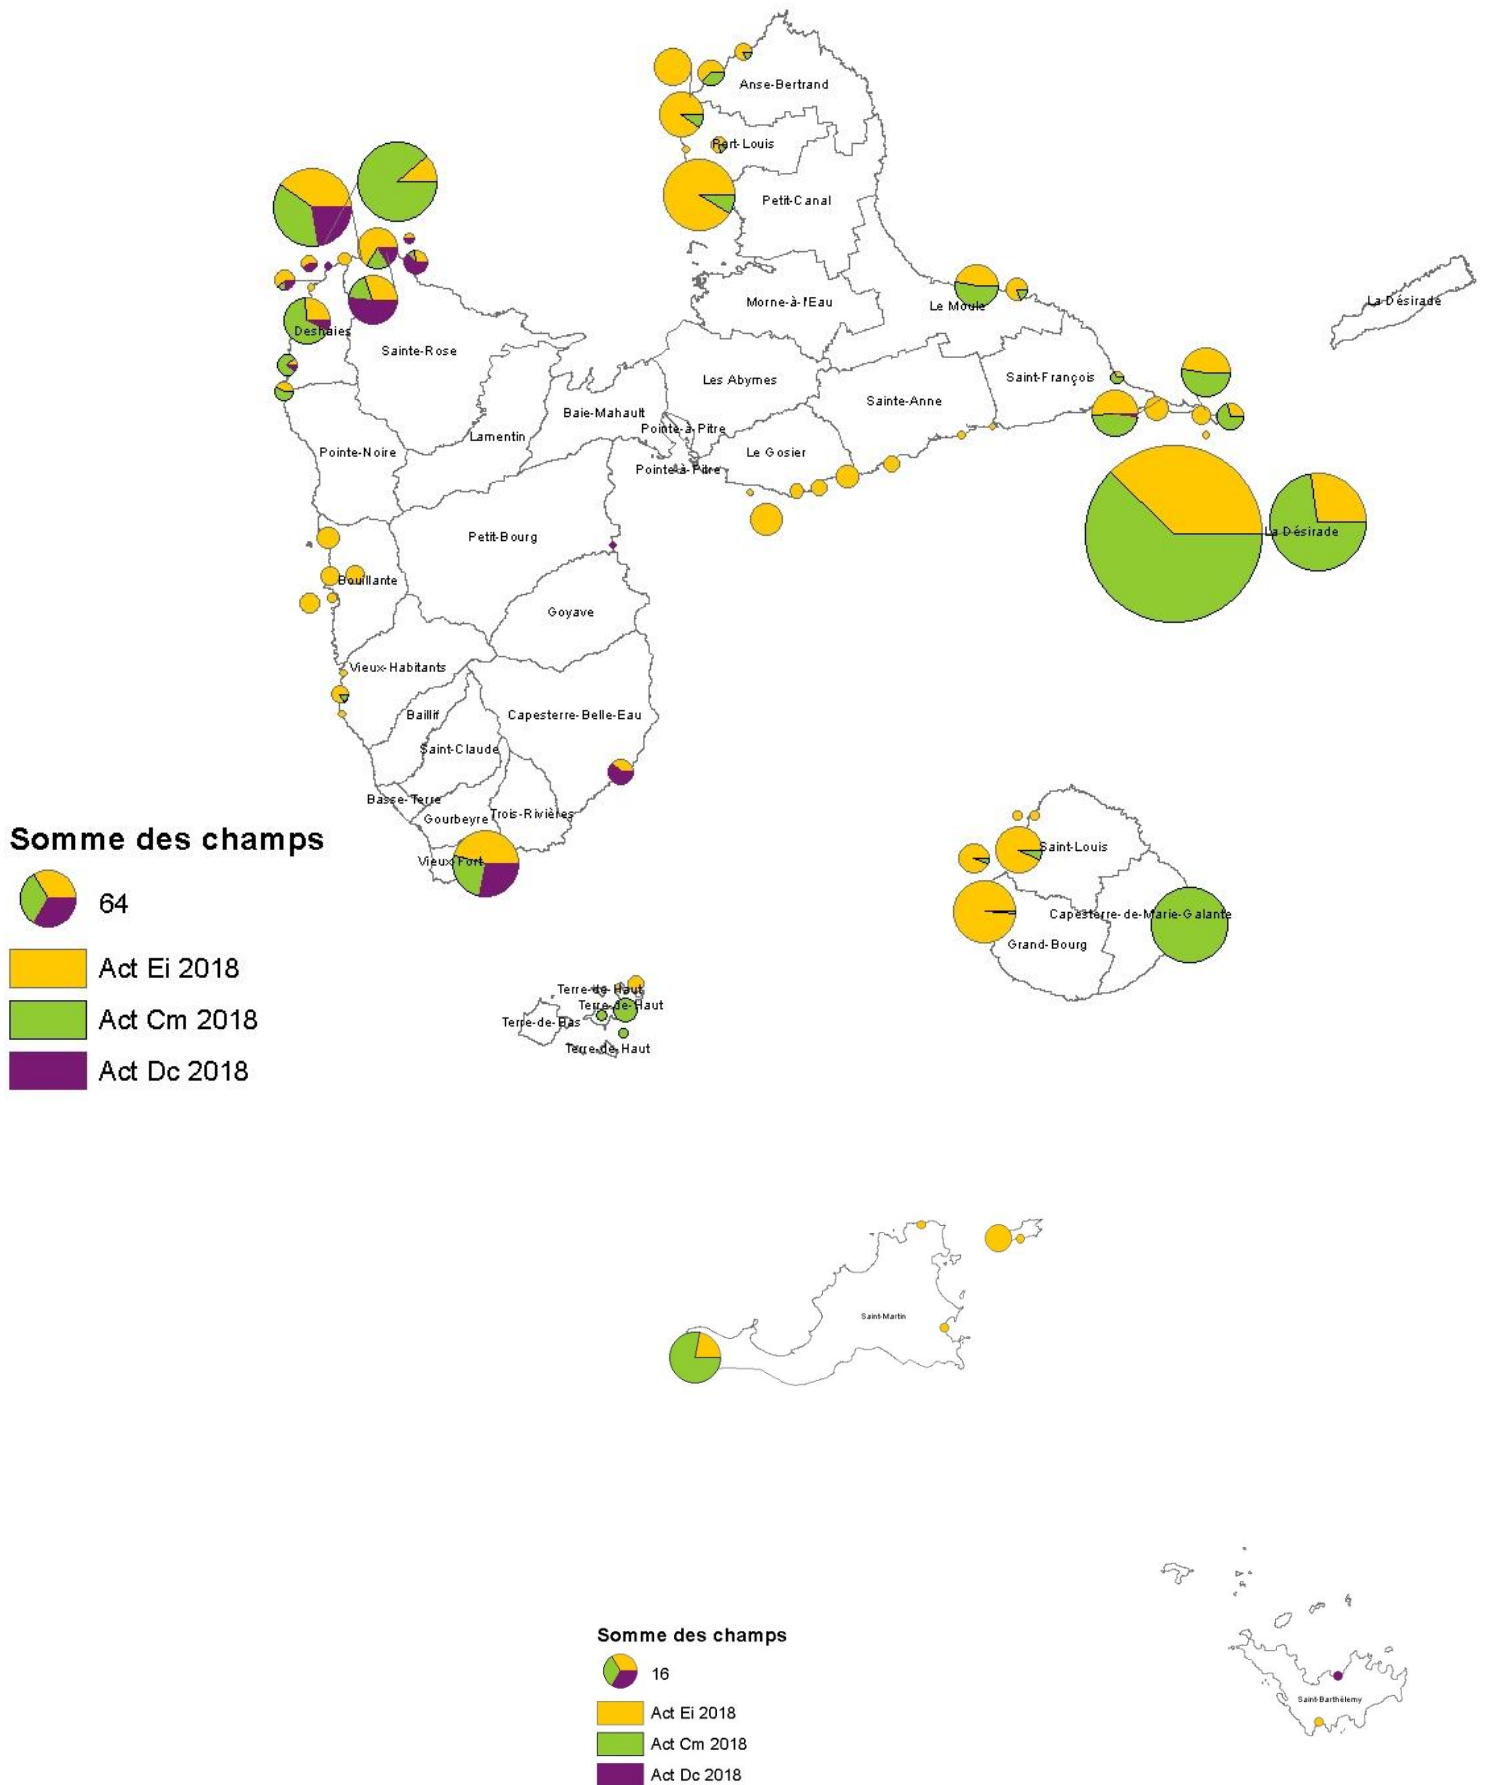 Anse-Bertrand
Port-Louis
Petit-Canal
Morne-à-l'Eau
Le Moule
La Désirade
Deshaies
Sainte-Rose
Les Abymes
Saint-François
Sainte-Anne
Baie-Mahault
Lamentin
Pointe-à-Pitre
Le Gosier
Pointe-Noire
Pointe-à-Pitre
Petit-Bourg
La Désirade
Bouillante
Goyave
Vieux-Habitants
Baillif
Capesterre-Belle-Eau
Saint-Claude
Basse-Terre
Gourbeyre
Trois-Rivières
Vieux-Fort
Somme des champs
64
Act Ei 2018
Act Cm 2018
Act Dc 2018
Saint-Louis
Capesterre-de-Marie-Galante
Grand-Bourg
Terre-de-Haut
Terre-de-Haut
Terre-de-Bas
Terre-de-Haut
Saint-Martin
Saint-Barthélemy
Somme des champs
16
Act Ei 2018
Act Cm 2018
Act Dc 2018